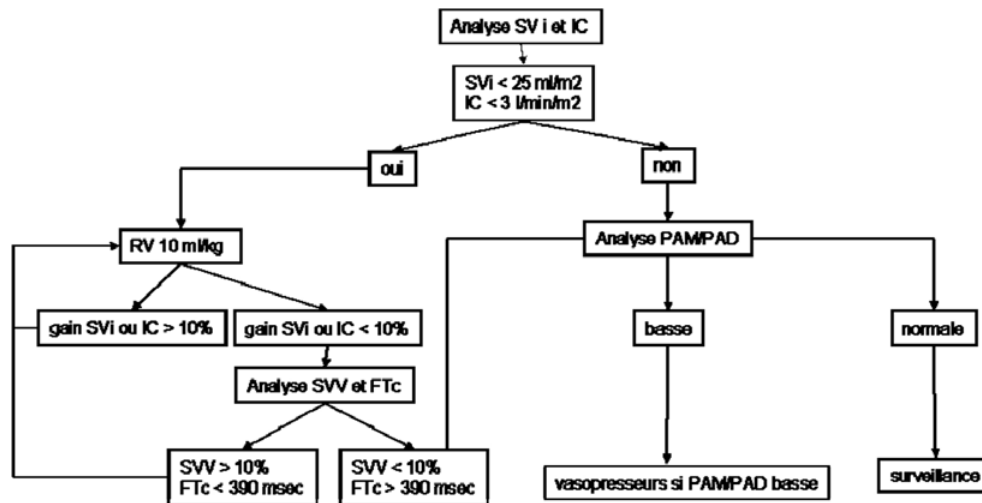 Analyse SV i et IC
SVi < 25 ml/m2
IC < 3 l/min/m2
oui
non
RV 10 ml/kg
Analyse PAM/PAD
gain SVi ou IC > 10%
gain SVi ou IC < 10%
basse
normale
Analyse SVV et FTc
SVV > 10%
FTc < 390 msec
SVV < 10%
FTc > 390 msec
vasopresseurs si PAM/PAD basse
surveillance